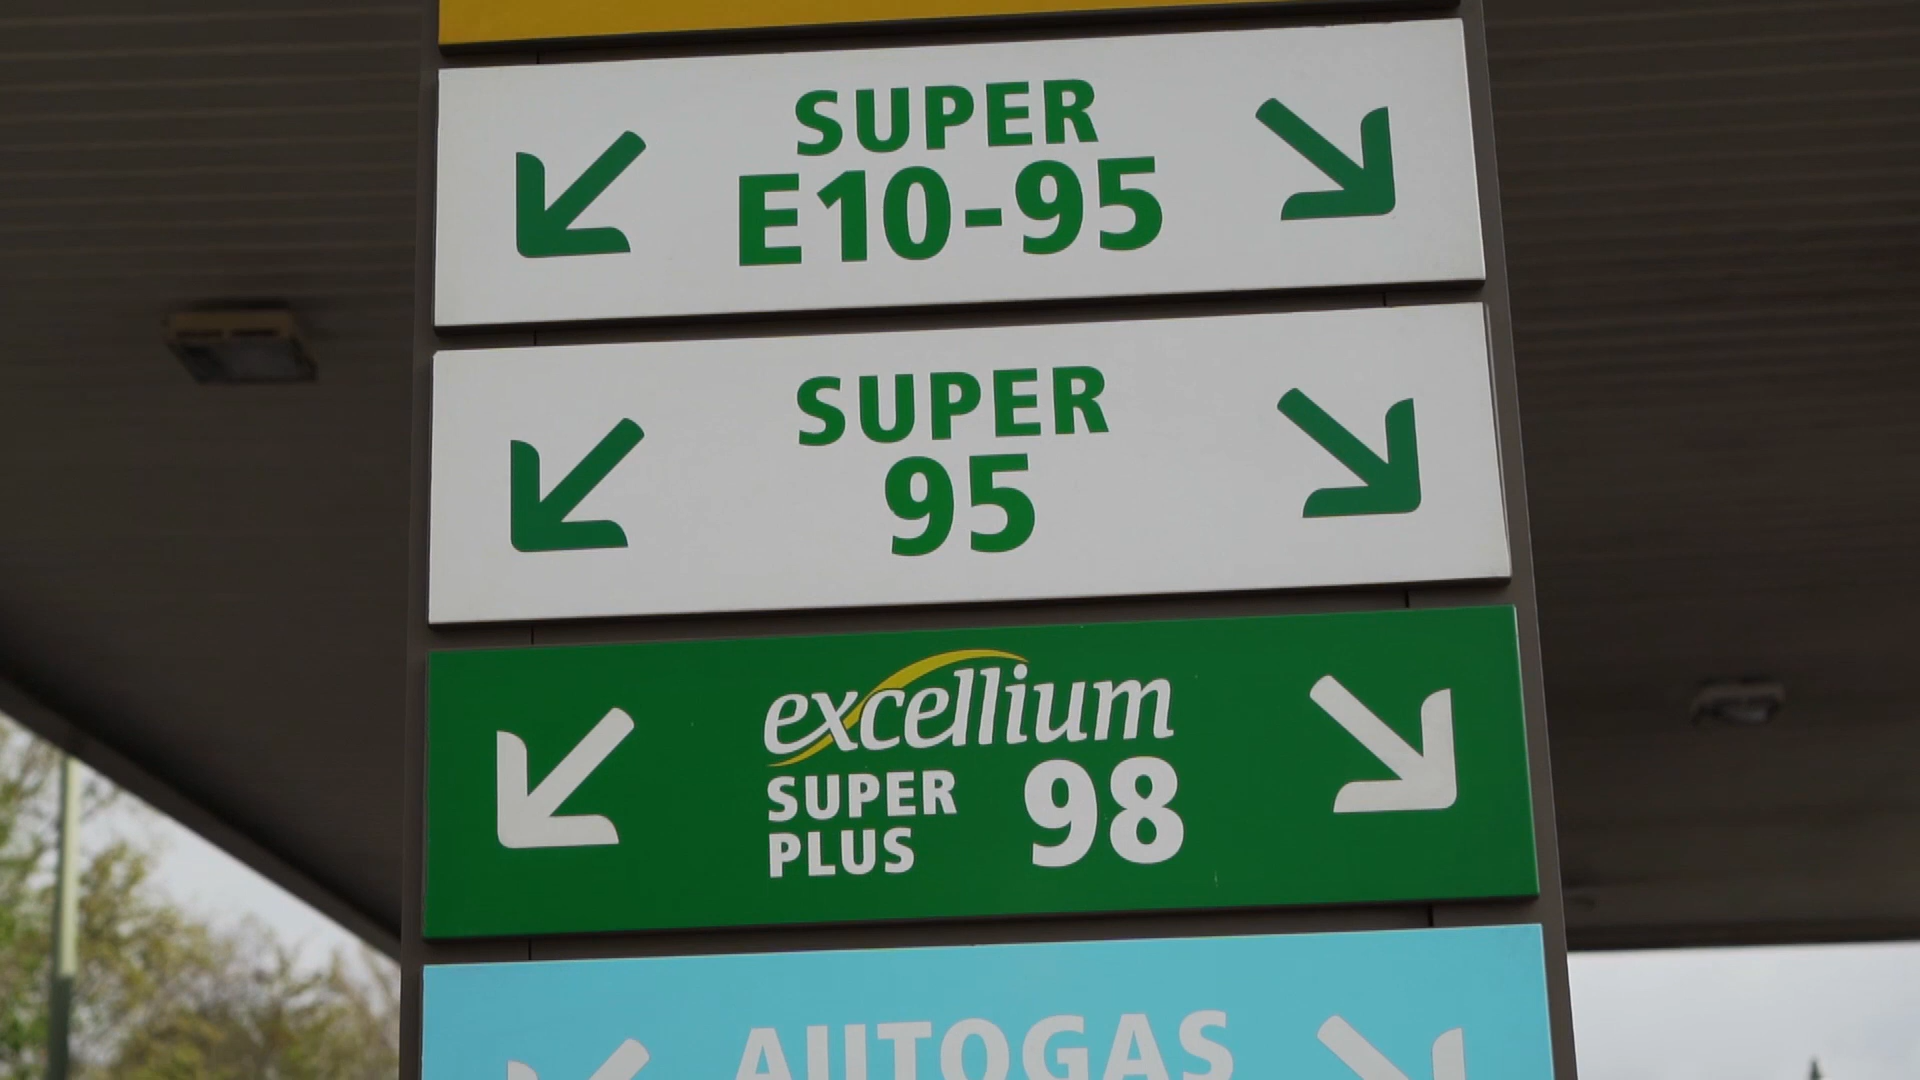 SUPER
E10-95
SUPER
95
excellium
SUPER
PLUS
98
AUTOGAS